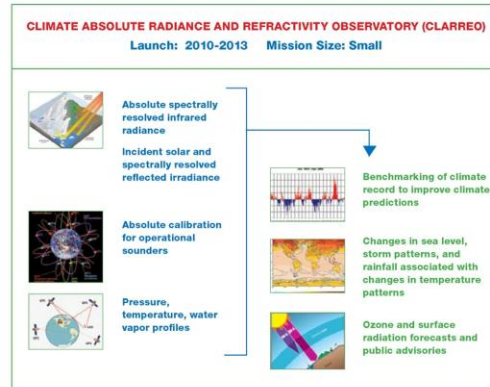 CLIMATE ABSOLUTE RADIANCE AND REFRACTIVITY OBSERVATORY (CLARREO)
Launch: 2010-2013 Mission Size: Small
Absolute spectrally
resolved infrared
radiance
Incident solar and
spectrally resolved
reflected irradiance
Absolute calibration
for operational
sounders
Pressure,
temperature, water
vapor profiles
Benchmarking of climate
record to improve climate
predictions
Changes in sea level,
storm patterns, and
rainfall associated with
changes in temperature
patterns
Ozone and surface
radiation forecasts and
public advisories